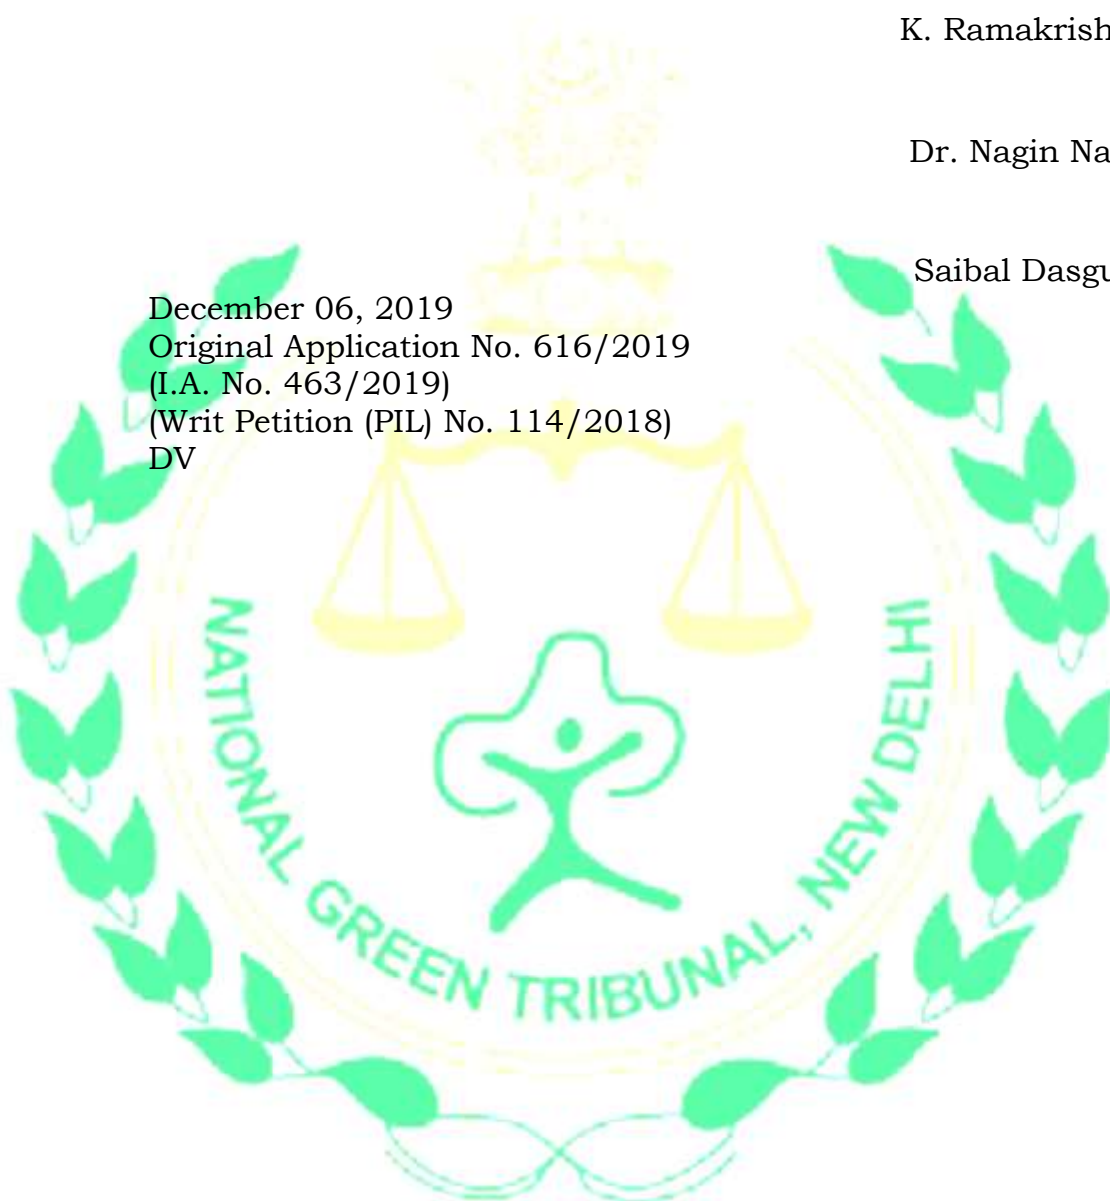 K. Ramakrish
Dr. Nagin Na
Saibal Dasgu
December 06, 2019
Original Application No. 616/2019
(I.A. No. 463/2019)
(Writ Petition (PIL) No. 114/2018)
DV
NATIONAL GREEN TRIBUNAL, NEW DELHI